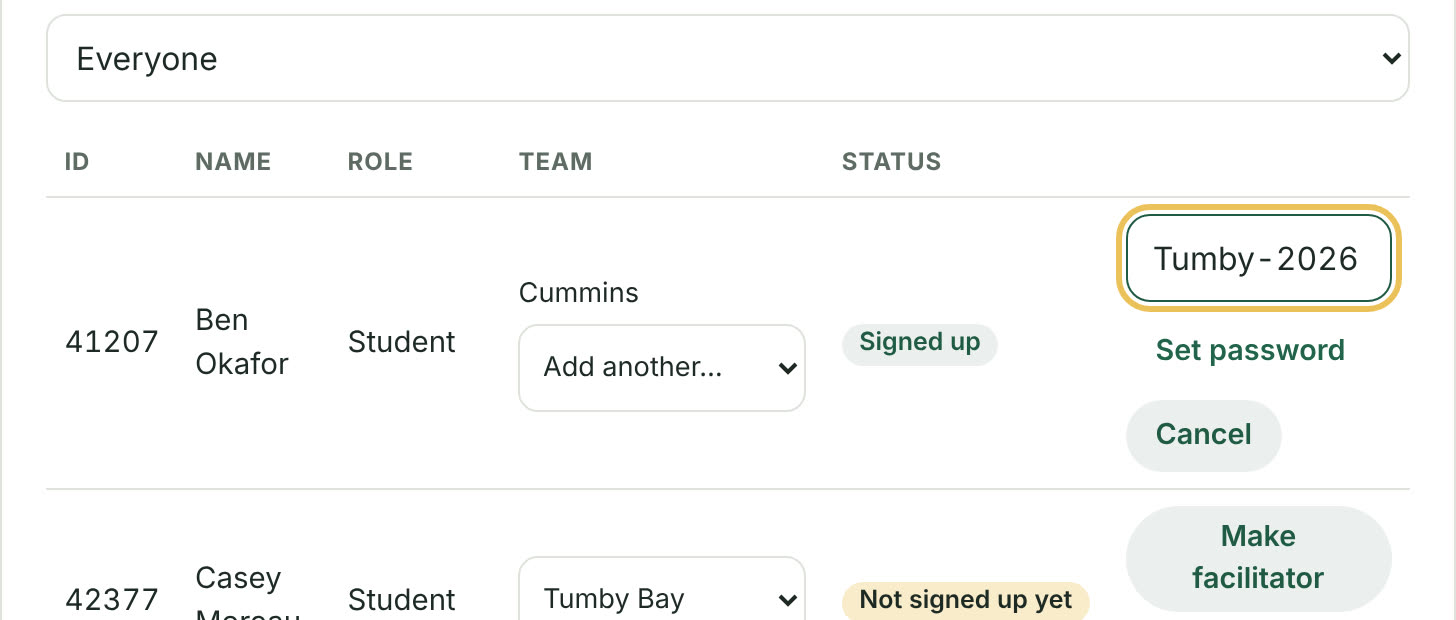 Everyone
ID NAME ROLE TEAM STATUS
Tumby-2026
Cummins
Ben
Okafor
41207 Student Add another... Signed up
Set password
Cancel
Make
facilitator
Casey
42377 Student Tumby Bay Not signed up yet